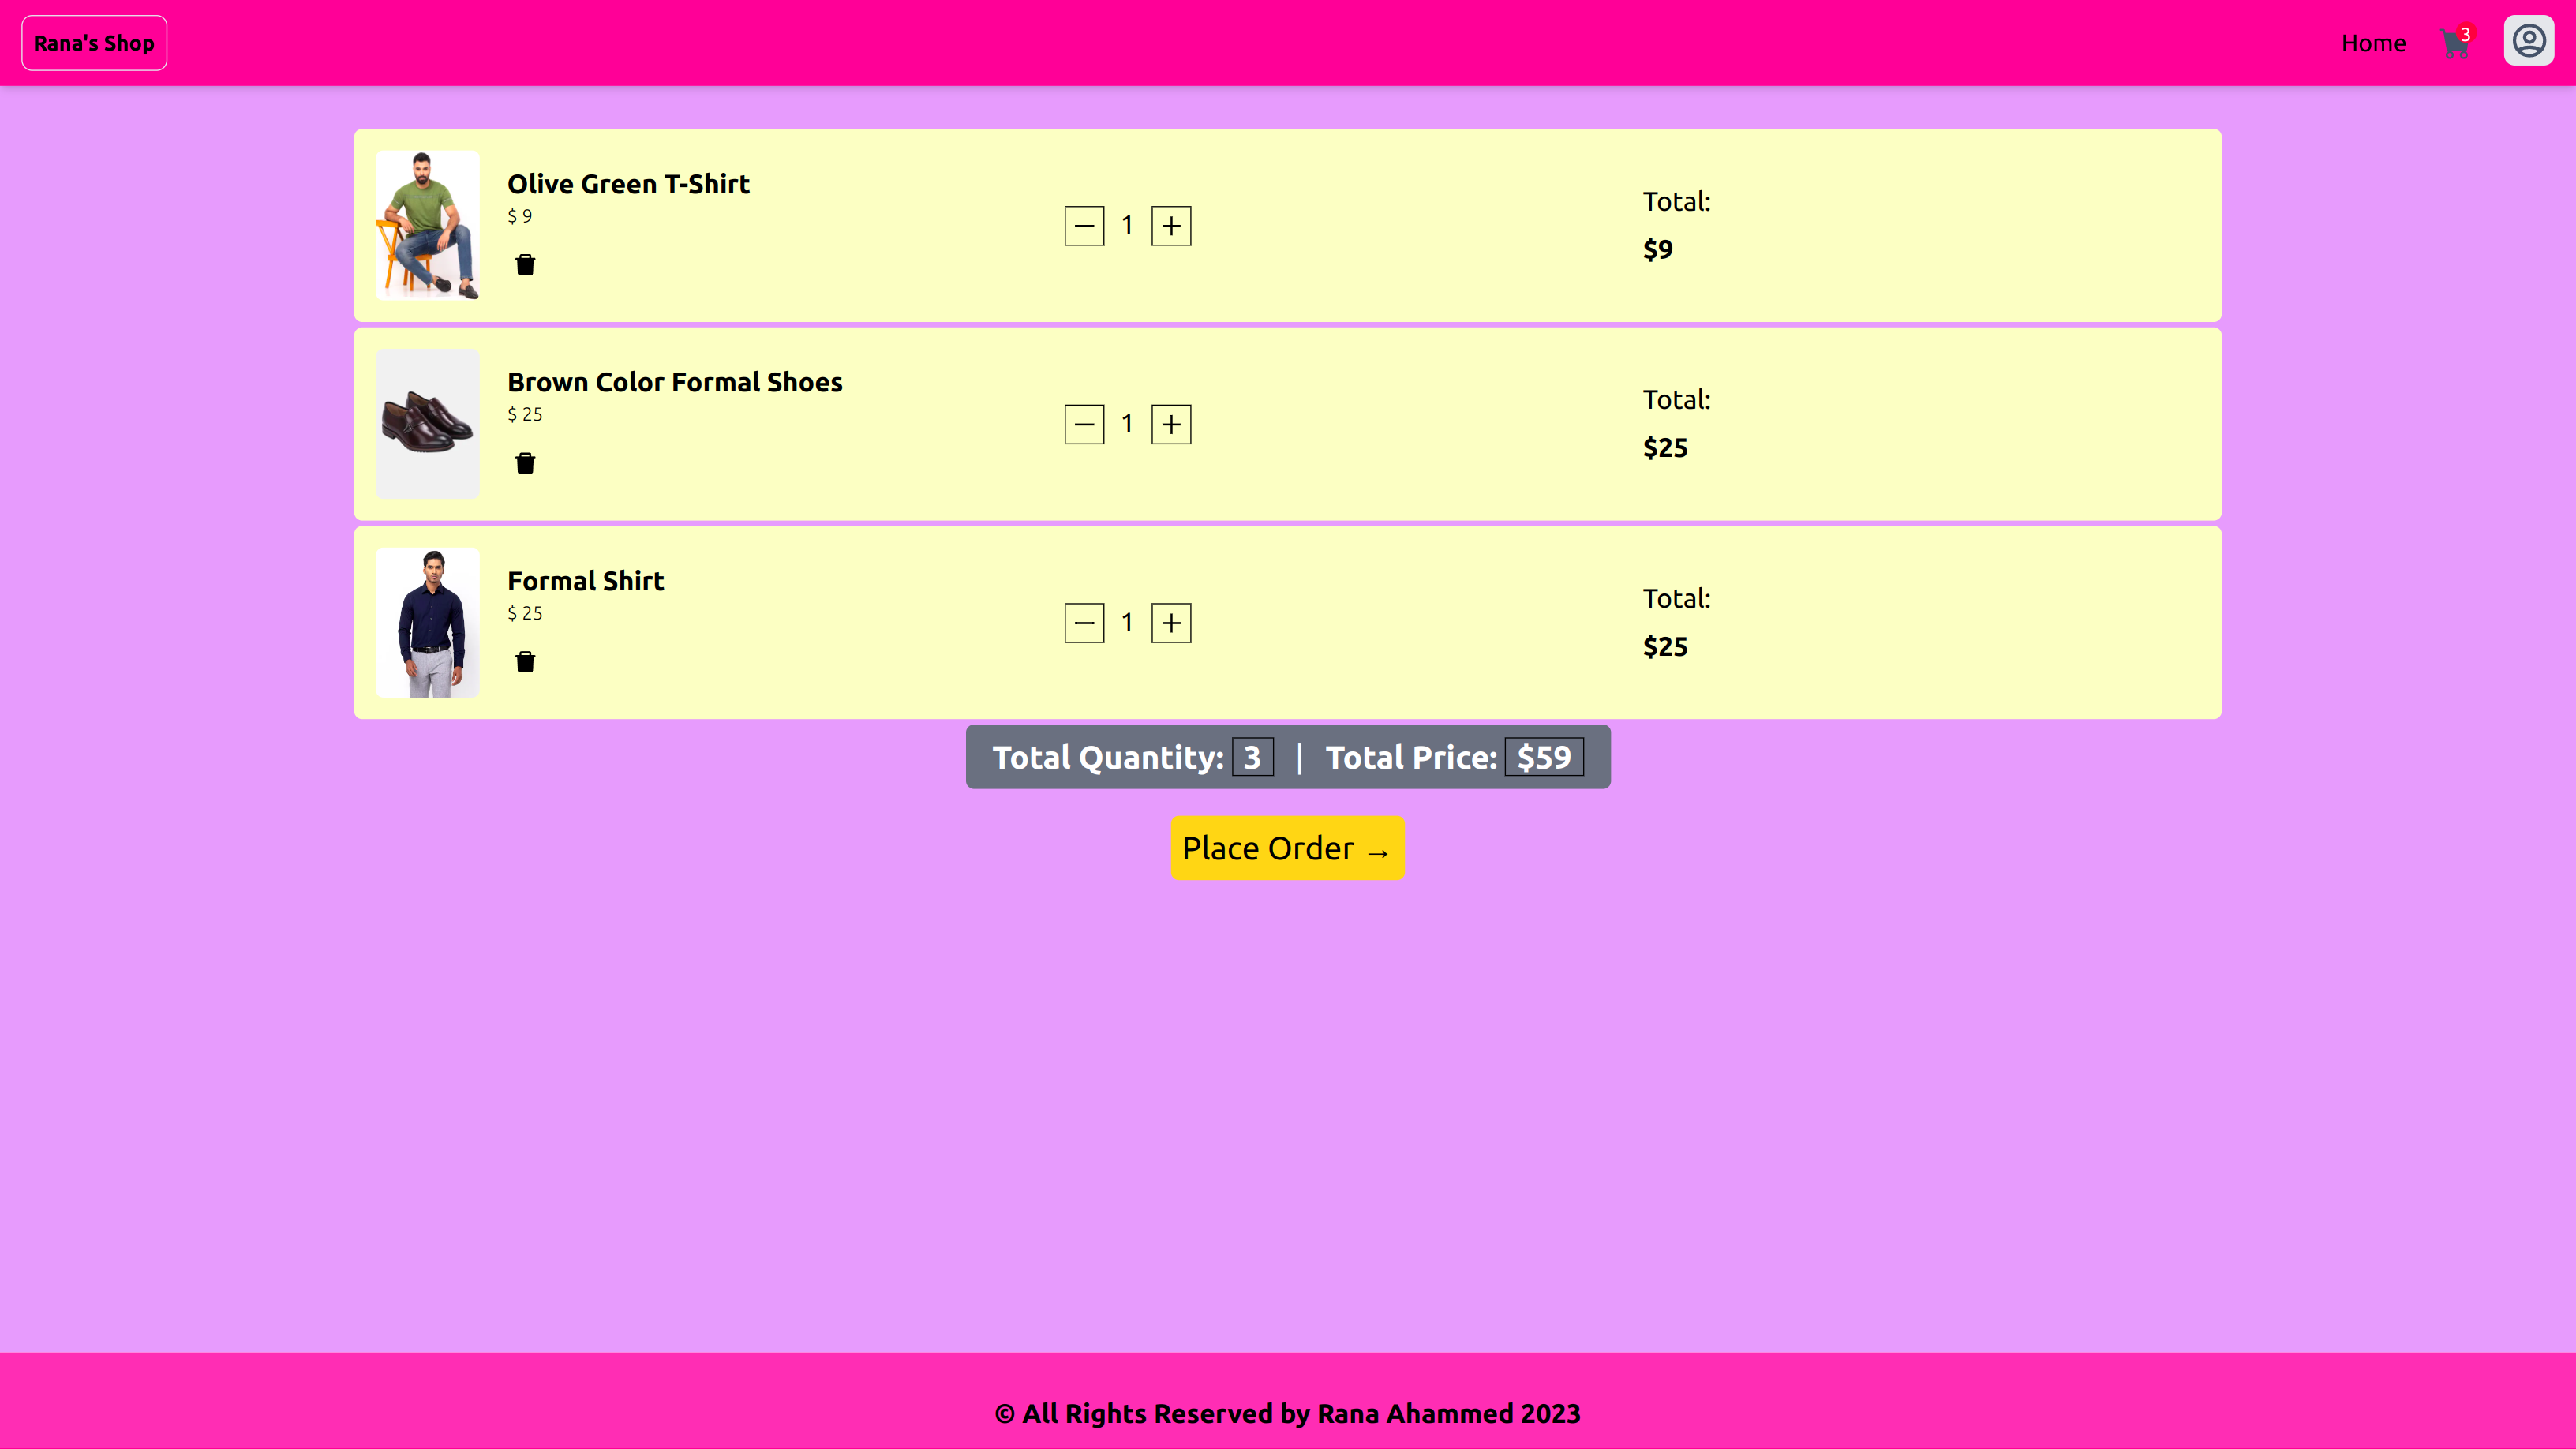 Rana's Shop
Home
3
Olive Green T-Shirt
$ 9
1
Total:
$9
Brown Color Formal Shoes
$ 25
1
Total:
$25
Formal Shirt
$ 25
1
Total:
$25
Total Quantity: 3 | Total Price: $59
Place Order →
© All Rights Reserved by Rana Ahammed 2023